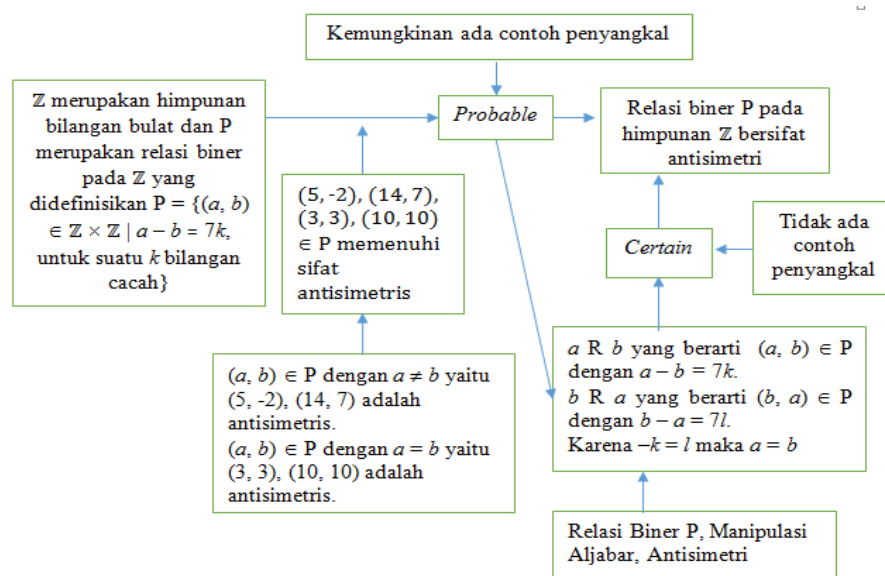 Kemungkinan ada contoh penyangkal
ℤ merupakan himpunan
bilangan bulat dan P
merupakan relasi biner
pada ℤ yang
didefinisikan P = {(a, b)
∈ ℤ × ℤ | a – b = 7k,
untuk suatu k bilangan
cacah}
Probable
Relasi biner P pada
himpunan ℤ bersifat
antisimetri
(5, -2), (14, 7),
(3, 3), (10, 10)
∈ P memenuhi
sifat
antisimetris
Certain
Tidak ada
contoh
penyangkal
(a, b) ∈ P dengan a ≠ b yaitu
(5, -2), (14, 7) adalah
antisimetris.
(a, b) ∈ P dengan a = b yaitu
(3, 3), (10, 10) adalah
antisimetris.
a R b yang berarti (a, b) ∈ P
dengan a – b = 7k.
b R a yang berarti (b, a) ∈ P
dengan b – a = 7l.
Karena –k = l maka a = b
Relasi Biner P, Manipulasi
Aljabar, Antisimetri